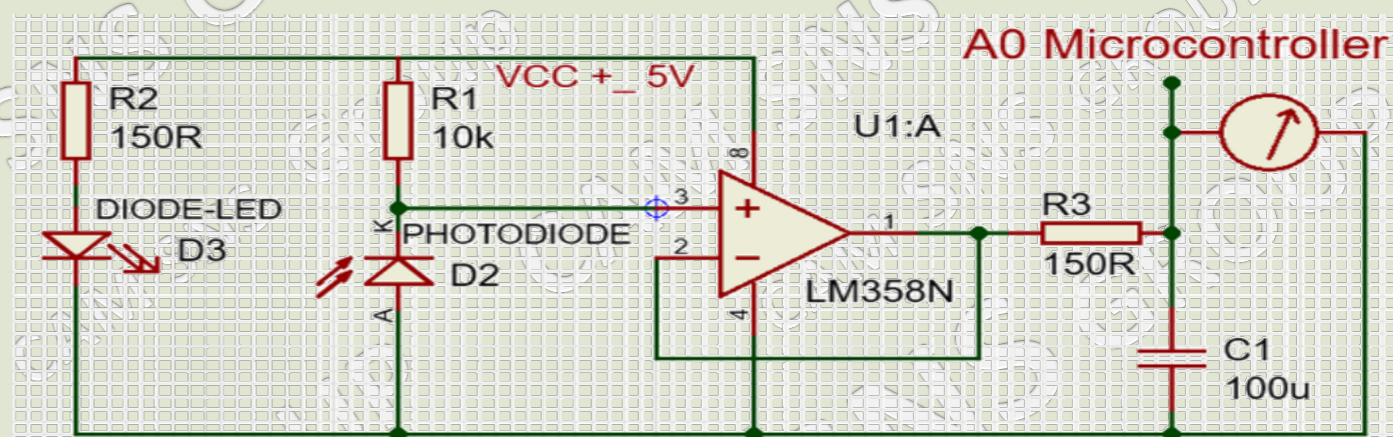 A0 Microcontroller
VCC +_ 5V
R2
150R
R1
10k
U1:A
8
3
DIODE-LED
D3
K
PHOTODIODE
D2
A
2
1
4
LM358N
R3
150R
C1
100u